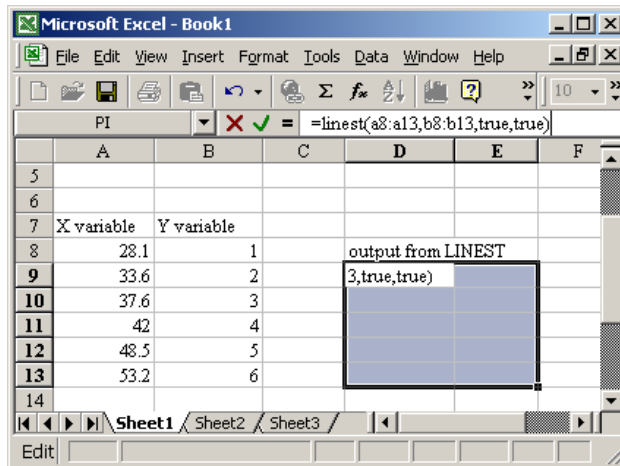 Microsoft Excel - Book1
File Edit View Insert Format Tools Data Window Help
10
PI = =linest(a8:a13,b8:b13,true,true)
A B C D E F
5
6
7 X variable Y variable
8 28.1 1 output from LINEST
9 33.6 2 3,true,true)
10 37.6 3
11 42 4
12 48.5 5
13 53.2 6
14
Sheet1 Sheet2 Sheet3
Edit